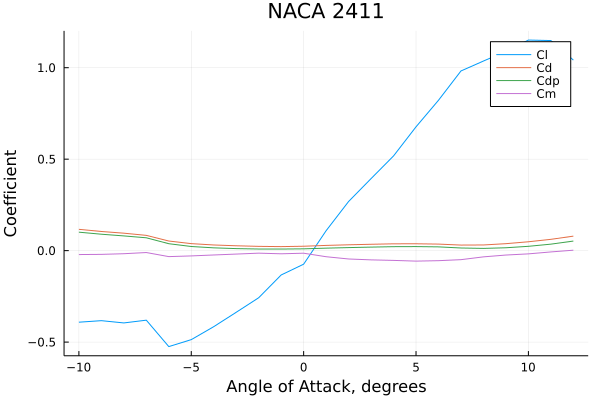 NACA 2411
Cl
Cd
Cdp
Cm
1.0
0.5
0.0
−0.5
Coefficient
−10
−5
0
5
10
Angle of Attack, degrees